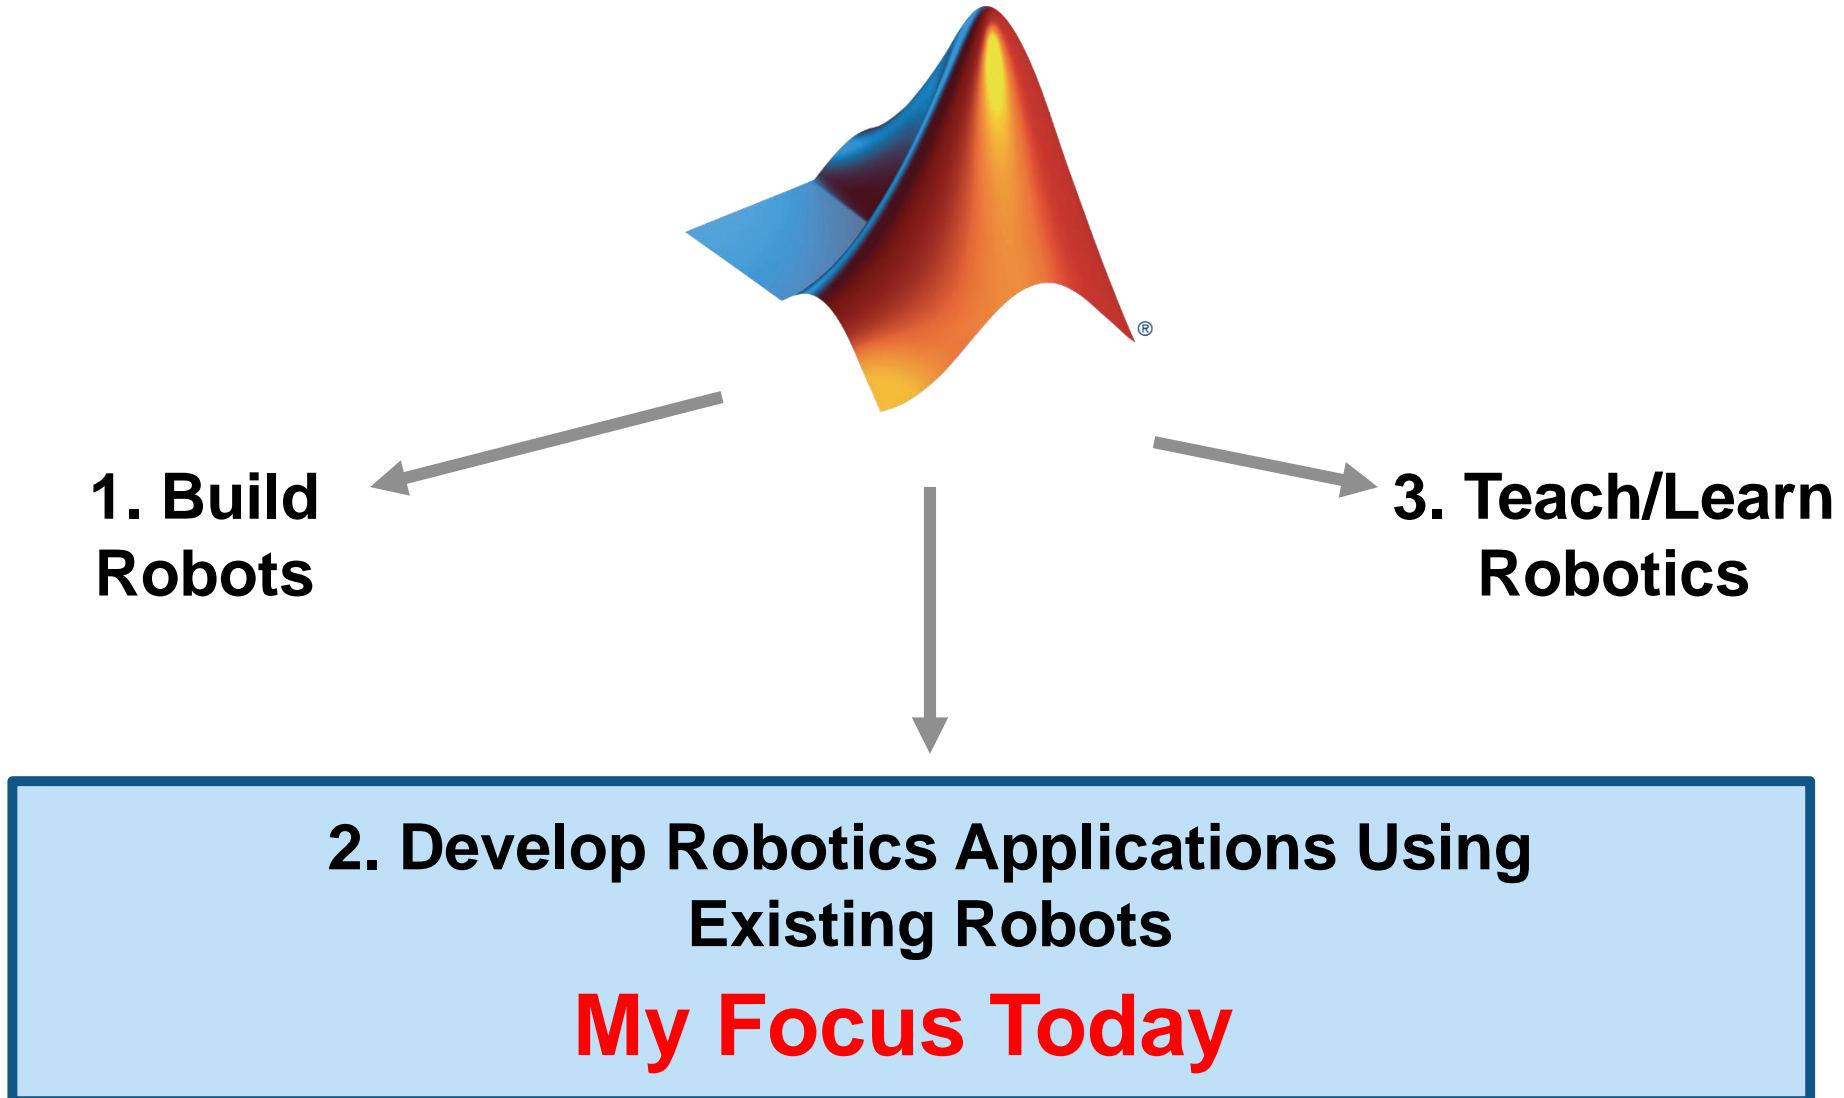 ®
1. Build
Robots
3. Teach/Learn
Robotics
2. Develop Robotics Applications Using
Existing Robots
My Focus Today